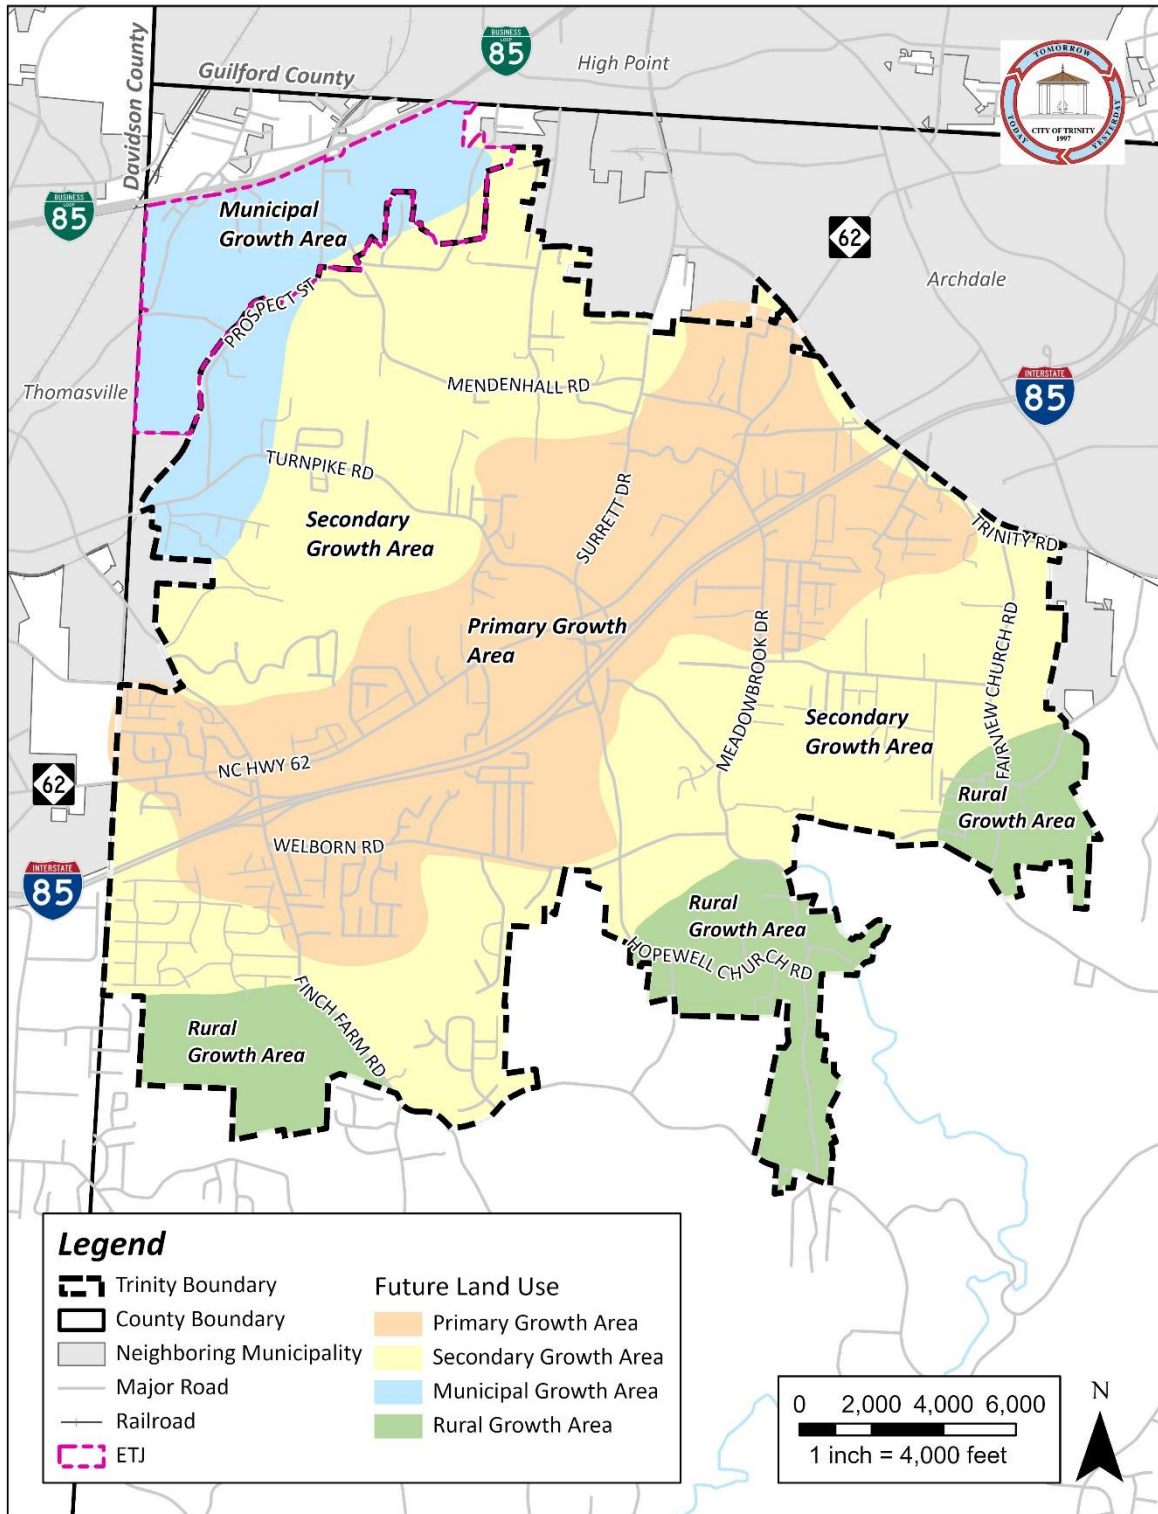 BUSINESS
LOOP
85
High Point
Guilford County
Davidson County
TOMORROW
TODAY
YESTERDAY
CITY OF TRINITY
1997
BUSINESS
LOOP
85
Municipal
Growth Area
62
Archdale
PROSPECT ST
Thomasville
MENDENHALL RD
INTERSTATE
85
TURNPIKE RD
SURRETT DR
Secondary
Growth Area
TRINITY RD
Primary Growth
Area
MEADOWBROOK DR
FAIRVIEW CHURCH RD
Secondary
Growth Area
NC HWY 62
62
Rural
Growth Area
WELBORN RD
INTERSTATE
85
Rural
Growth Area
HOPEWELL CHURCH RD
FINCH FARM RD
Rural
Growth Area
Legend
Trinity Boundary
County Boundary
Neighboring Municipality
Major Road
Railroad
ETJ
Future Land Use
Primary Growth Area
Secondary Growth Area
Municipal Growth Area
Rural Growth Area
0 2,000 4,000 6,000
1 inch = 4,000 feet
N